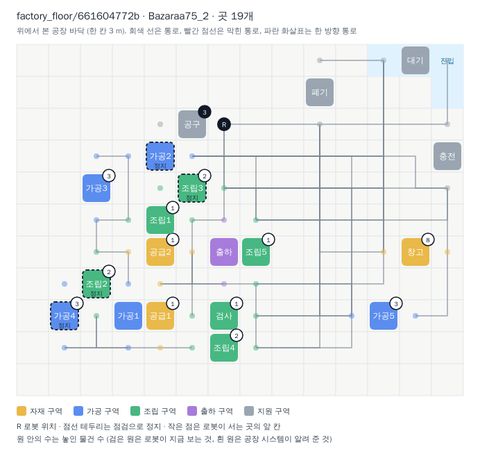 factory_floor/661604772b · Bazaraa75_2 · 곳 19개
위에서 본 공장 바닥 (한 칸 3 m). 회색 선은 통로, 빨간 점선은 막힌 통로, 파란 화살표는 한 방향 통로
대기
진입
폐기
3
공구
R
가공2
정지
충전
3
가공3
2
조립3
정지
1
조립1
1
공급2
출하
1
조립5
8
창고
2
조립2
정지
3
가공4
정지
가공1
1
공급1
1
검사
3
가공5
2
조립4
자재 구역
가공 구역
조립 구역
출하 구역
지원 구역
R 로봇 위치 · 점선 테두리는 점검으로 정지 · 작은 점은 로봇이 서는 곳의 앞 칸
원 안의 수는 놓인 물건 수 (검은 원은 로봇이 지금 보는 것, 흰 원은 공장 시스템이 알려 준 것)